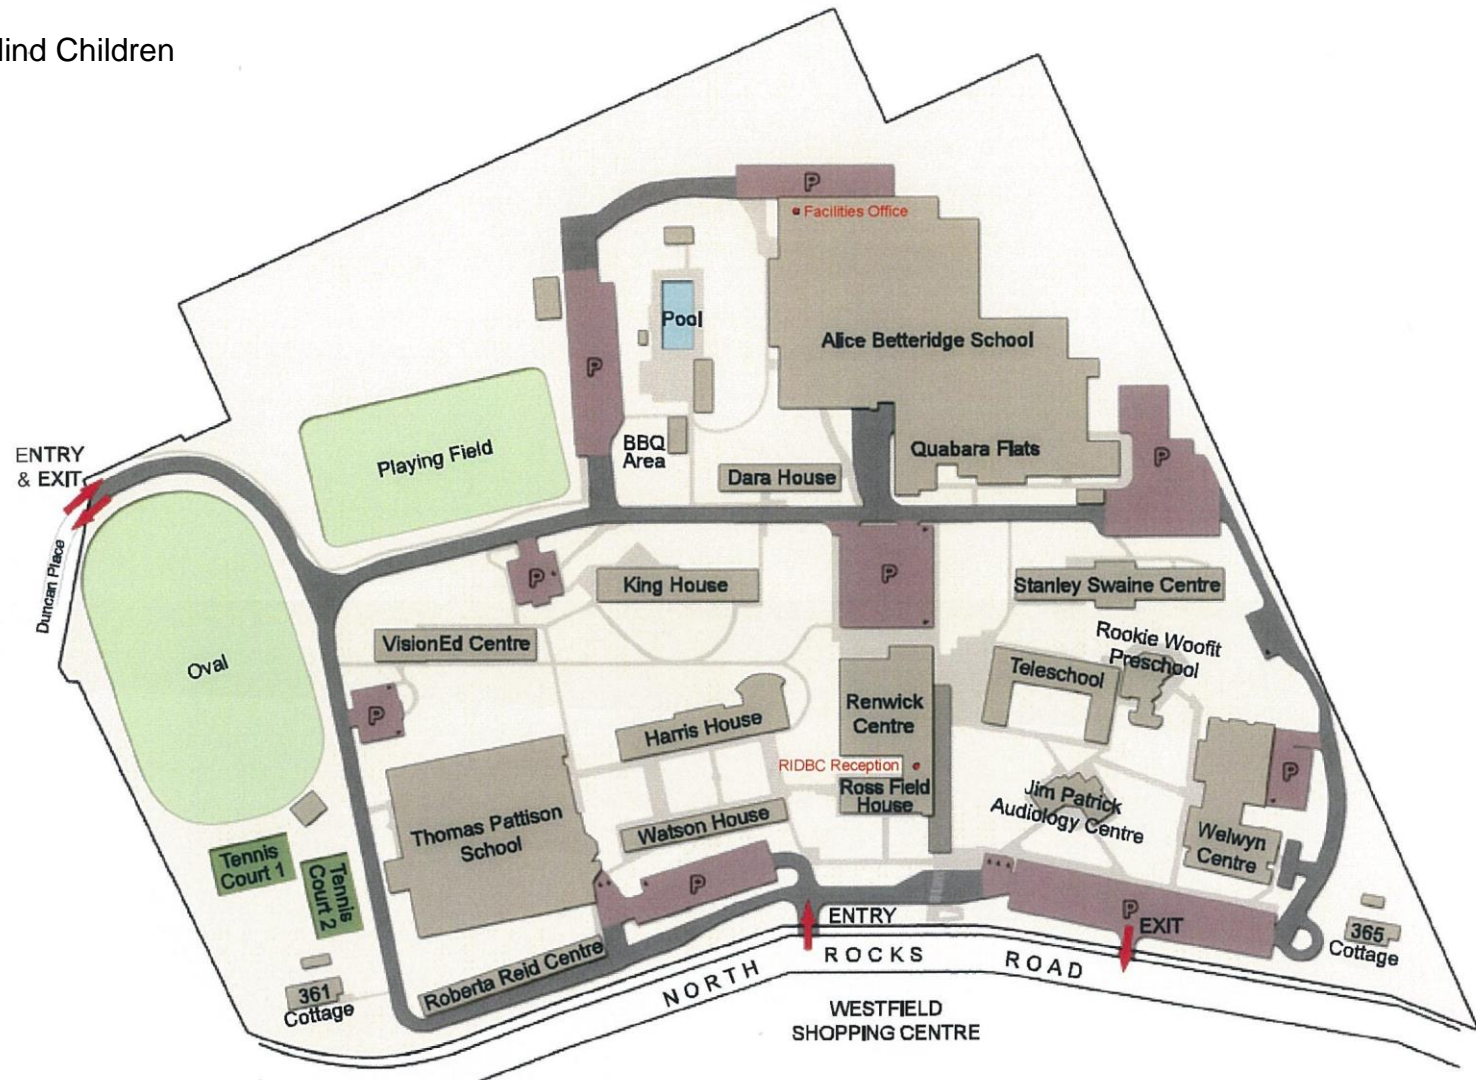 lind Children
P
Facilities Office
Pool
Alice Betteridge School
P
Playing Field
BBQ
Area
Quabara Flats
P
Dara House
ENTRY
& EXIT
Duncan Place
P
King House
P
Stanley Swaine Centre
VisionEd Centre
Rookie Woofit
Preschool
Oval
Teleschool
P
Harris House
Renwick
Centre
RIDBC Reception
Ross Field
House
P
Jim Patrick
Audiology Centre
Thomas Pattison
School
Watson House
Welwyn
Centre
Tennis
Court 1
Tennis
Court 2
P
P
ENTRY
EXIT
365
Cottage
Roberta Reid Centre
361
Cottage
NORTH ROCKS ROAD
WESTFIELD
SHOPPING CENTRE